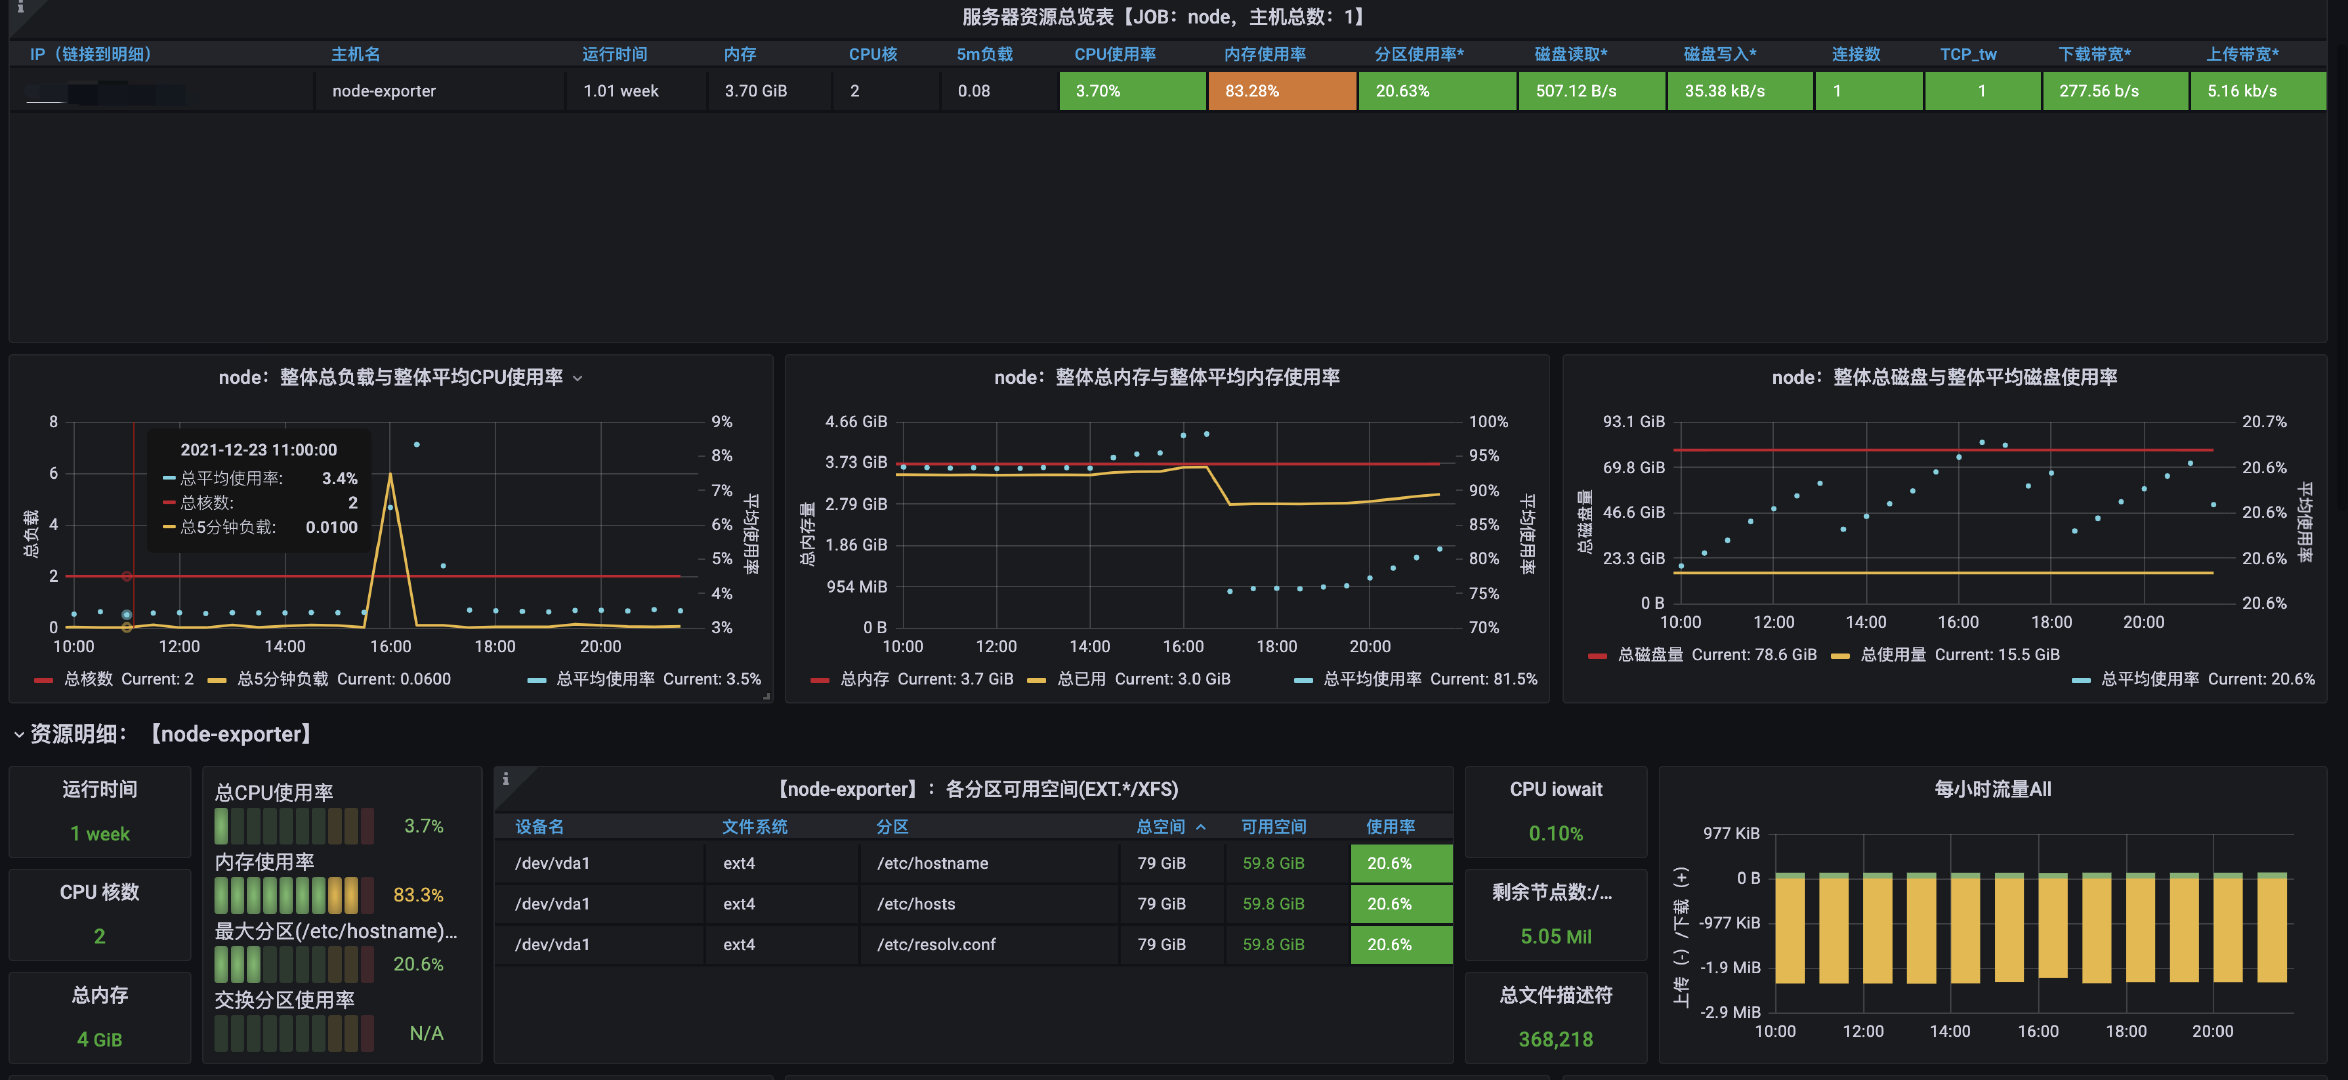 服务器资源总览表【JOB：node，主机总数：1】
IP（链接到明细） 主机名 运行时间 内存 CPU核 5m负载 CPU使用率 内存使用率 分区使用率* 磁盘读取* 磁盘写入* 连接数 TCP_tw 下载带宽* 上传带宽*
node-exporter 1.01 week 3.70 GiB 2 0.08 3.70% 83.28% 20.63% 507.12 B/s 35.38 kB/s 1 1 277.56 b/s 5.16 kb/s
node：整体总负载与整体平均CPU使用率
8
6
4
2
0
总负载
9%
8%
7%
6%
5%
4%
3%
平均使用率
2021-12-23 11:00:00
总平均使用率: 3.4%
总核数: 2
总5分钟负载: 0.0100
10:00 12:00 14:00 16:00 18:00 20:00
总核数 Current: 2 总5分钟负载 Current: 0.0600 总平均使用率 Current: 3.5%
node：整体总内存与整体平均内存使用率
4.66 GiB
3.73 GiB
2.79 GiB
1.86 GiB
954 MiB
0 B
总内存量
100%
95%
90%
85%
80%
75%
70%
平均使用率
10:00 12:00 14:00 16:00 18:00 20:00
总内存 Current: 3.7 GiB 总已用 Current: 3.0 GiB 总平均使用率 Current: 81.5%
node：整体总磁盘与整体平均磁盘使用率
93.1 GiB
69.8 GiB
46.6 GiB
23.3 GiB
0 B
总磁盘量
20.7%
20.6%
20.6%
20.6%
20.6%
平均使用率
10:00 12:00 14:00 16:00 18:00 20:00
总磁盘量 Current: 78.6 GiB 总使用量 Current: 15.5 GiB
总平均使用率 Current: 20.6%
资源明细：【node-exporter】
运行时间
1 week
CPU 核数
2
总内存
4 GiB
总CPU使用率
3.7%
内存使用率
83.3%
最大分区(/etc/hostname)...
20.6%
交换分区使用率
N/A
【node-exporter】：各分区可用空间(EXT.*/XFS)
设备名 文件系统 分区 总空间 可用空间 使用率
/dev/vda1 ext4 /etc/hostname 79 GiB 59.8 GiB 20.6%
/dev/vda1 ext4 /etc/hosts 79 GiB 59.8 GiB 20.6%
/dev/vda1 ext4 /etc/resolv.conf 79 GiB 59.8 GiB 20.6%
CPU iowait
0.10%
剩余节点数:/...
5.05 Mil
总文件描述符
368,218
每小时流量All
977 KiB
0 B
-977 KiB
-1.9 MiB
-2.9 MiB
上传（-）/下载（+）
10:00 12:00 14:00 16:00 18:00 20:00